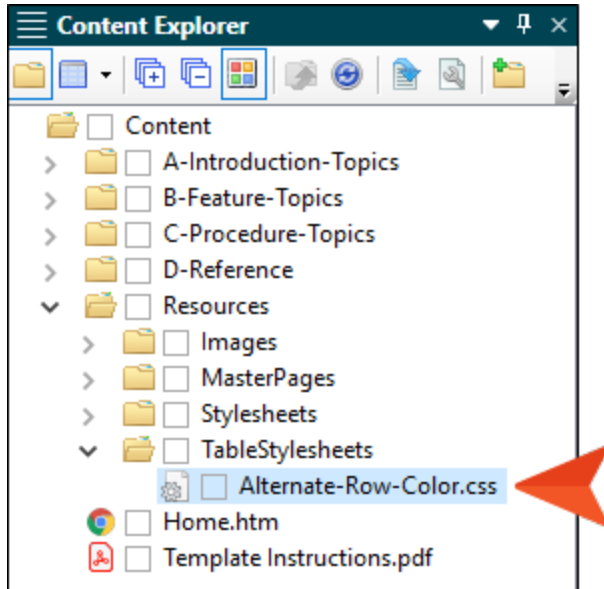 Content Explorer
Content
A-Introduction-Topics
B-Feature-Topics
C-Procedure-Topics
D-Reference
Resources
Images
MasterPages
Stylesheets
TableStylesheets
Alternate-Row-Color.css
Home.htm
Template Instructions.pdf